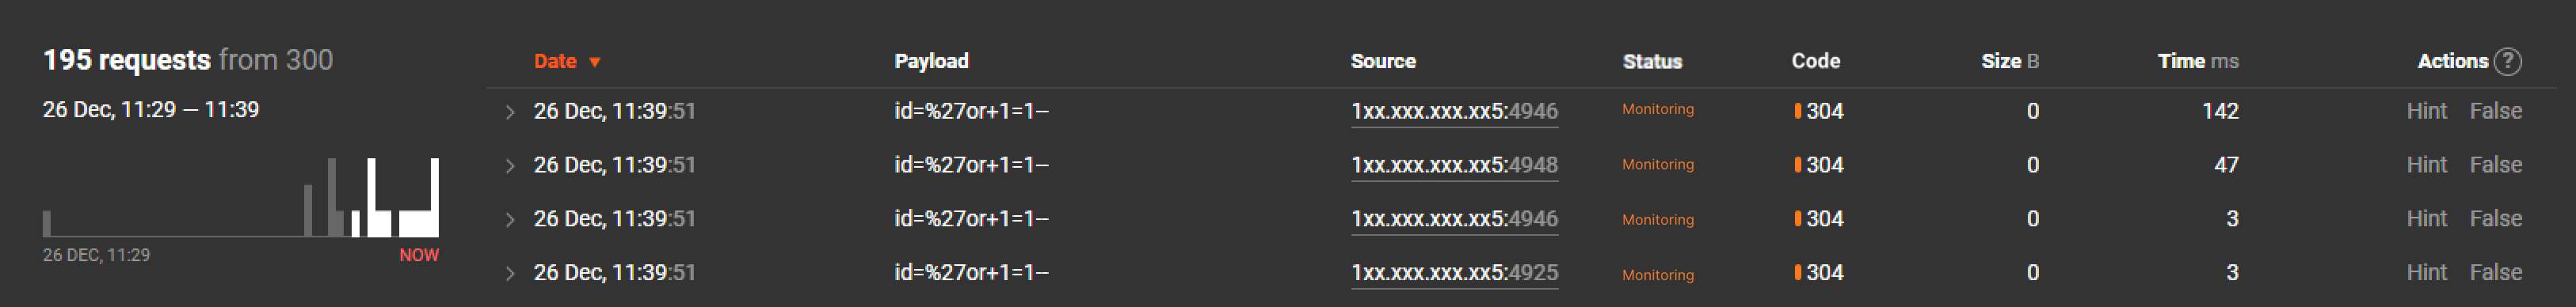 195 requests from 300
26 Dec, 11:29 — 11:39
26 DEC, 11:29 NOW
Date ▼ Payload Source Status Code Size B Time ms Actions ?
26 Dec, 11:39:51 id=%27or+1=1-- 1xx.xxx.xxx.xx5:4946 Monitoring 304 0 142 Hint False
26 Dec, 11:39:51 id=%27or+1=1-- 1xx.xxx.xxx.xx5:4948 Monitoring 304 0 47 Hint False
26 Dec, 11:39:51 id=%27or+1=1-- 1xx.xxx.xxx.xx5:4946 Monitoring 304 0 3 Hint False
26 Dec, 11:39:51 id=%27or+1=1-- 1xx.xxx.xxx.xx5:4925 Monitoring 304 0 3 Hint False